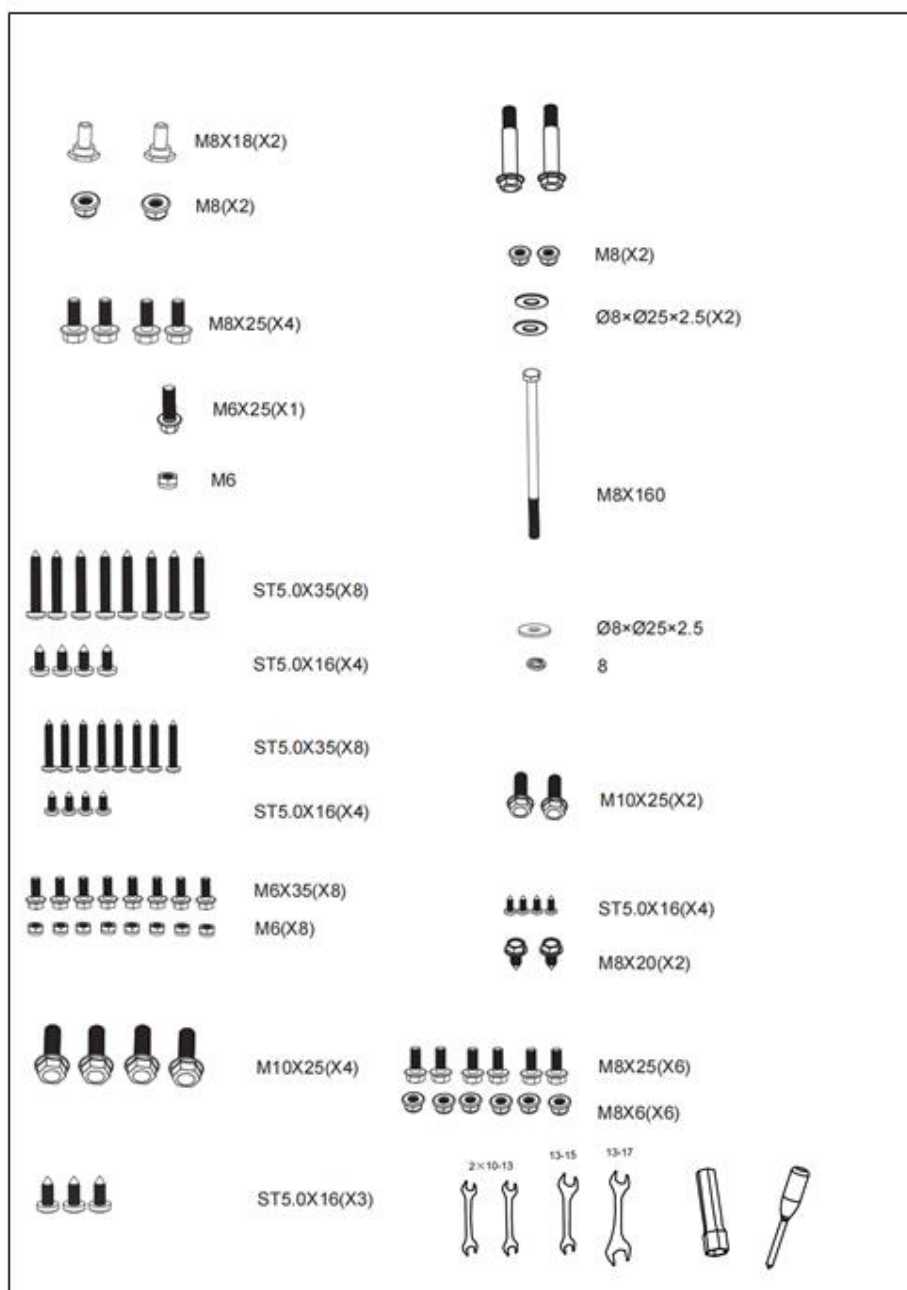 M8X18(X2)
M8(X2)
M8X25(X4)
M6X25(X1)
M6
ST5.0X35(X8)
ST5.0X16(X4)
ST5.0X35(X8)
ST5.0X16(X4)
M6X35(X8)
M6(X8)
M10X25(X4)
ST5.0X16(X3)
M8(X2)
Ø8×Ø25×2.5(X2)
M8X160
Ø8×Ø25×2.5
8
M10X25(X2)
ST5.0X16(X4)
M8X20(X2)
M8X25(X6)
M8X6(X6)
2×10-13
13-15
13-17